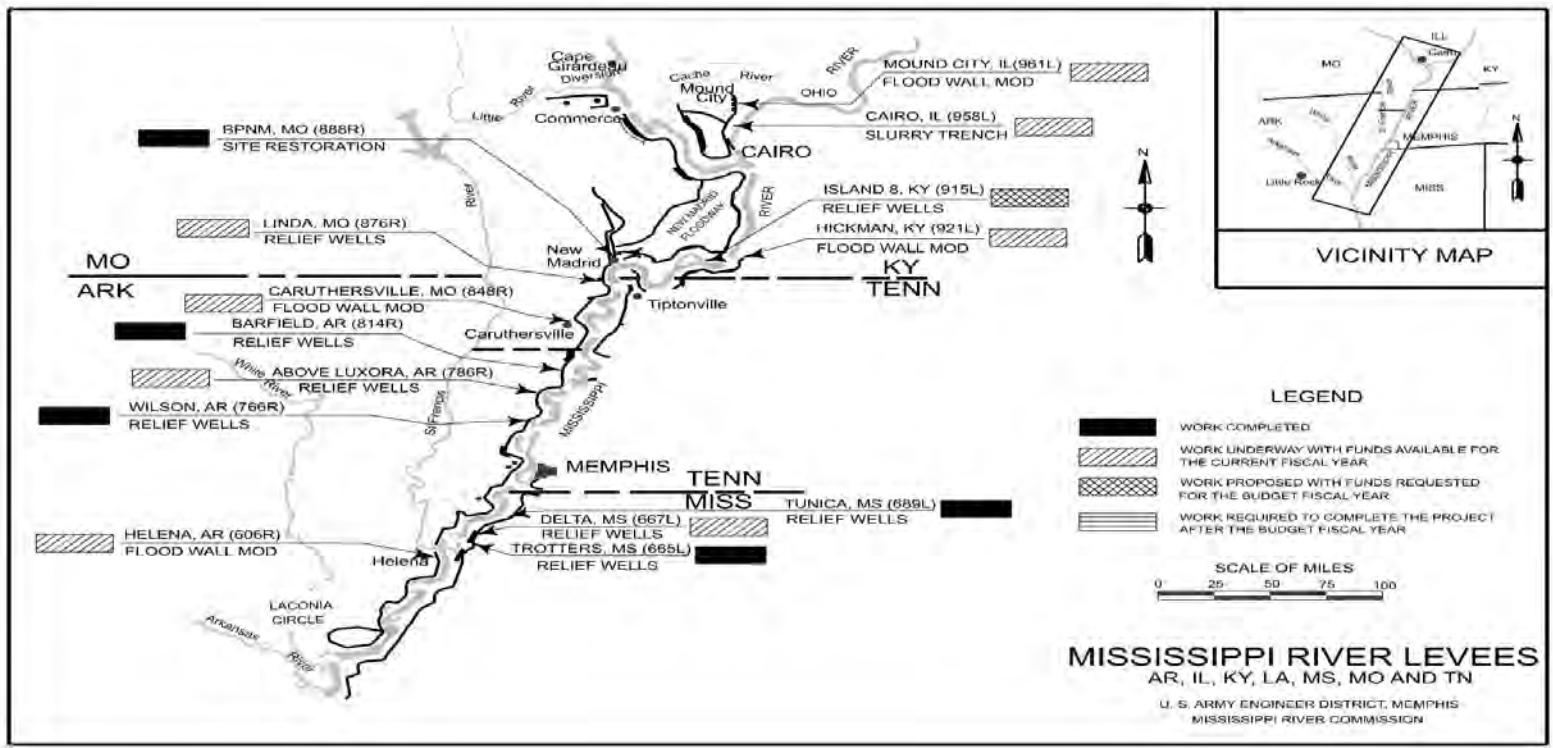 Cape
Girardeau
Diversion
Little River
Commerce
Cache River
Mound
City
OHIO
RIVER
MOUND CITY, IL(961L)
FLOOD WALL MOD
CAIRO, IL (958L)
SLURRY TRENCH
CAIRO
BPNM, MO (888R)
SITE RESTORATION
River
ISLAND 8, KY (915L)
RELIEF WELLS
RIVER
NEW MADRID
FLOODWAY
HICKMAN, KY (921L)
FLOOD WALL MOD
LINDA, MO (876R)
RELIEF WELLS
New
Madrid
MO
ARK
KY
TENN
CARUTHERSVILLE, MO (848R)
FLOOD WALL MOD
Tiptonville
BARFIELD, AR (814R)
RELIEF WELLS
Caruthersville
White River
ABOVE LUXORA, AR (786R)
RELIEF WELLS
WILSON, AR (766R)
RELIEF WELLS
St Francis
MISSISSIPPI
MEMPHIS
TENN
MISS
TUNICA, MS (689L)
RELIEF WELLS
DELTA, MS (667L)
RELIEF WELLS
TROTTERS, MS (665L)
RELIEF WELLS
HELENA, AR (606R)
FLOOD WALL MOD
Helena
LACONIA
CIRCLE
Arkansas
River
N
ILL
Cairo
MO
KY
ARK
MEMPHIS
Little Rock
MISS
N
VICINITY MAP
LEGEND
WORK COMPLETED
WORK UNDERWAY WITH FUNDS AVAILABLE FOR
THE CURRENT FISCAL YEAR
WORK PROPOSED WITH FUNDS REQUESTED
FOR THE BUDGET FISCAL YEAR
WORK REQUIRED TO COMPLETE THE PROJECT
AFTER THE BUDGET FISCAL YEAR
SCALE OF MILES
0 25 50 75 100
MISSISSIPPI RIVER LEVEES
AR, IL, KY, LA, MS, MO AND TN
U. S. ARMY ENGINEER DISTRICT, MEMPHIS
MISSISSIPPI RIVER COMMISSION